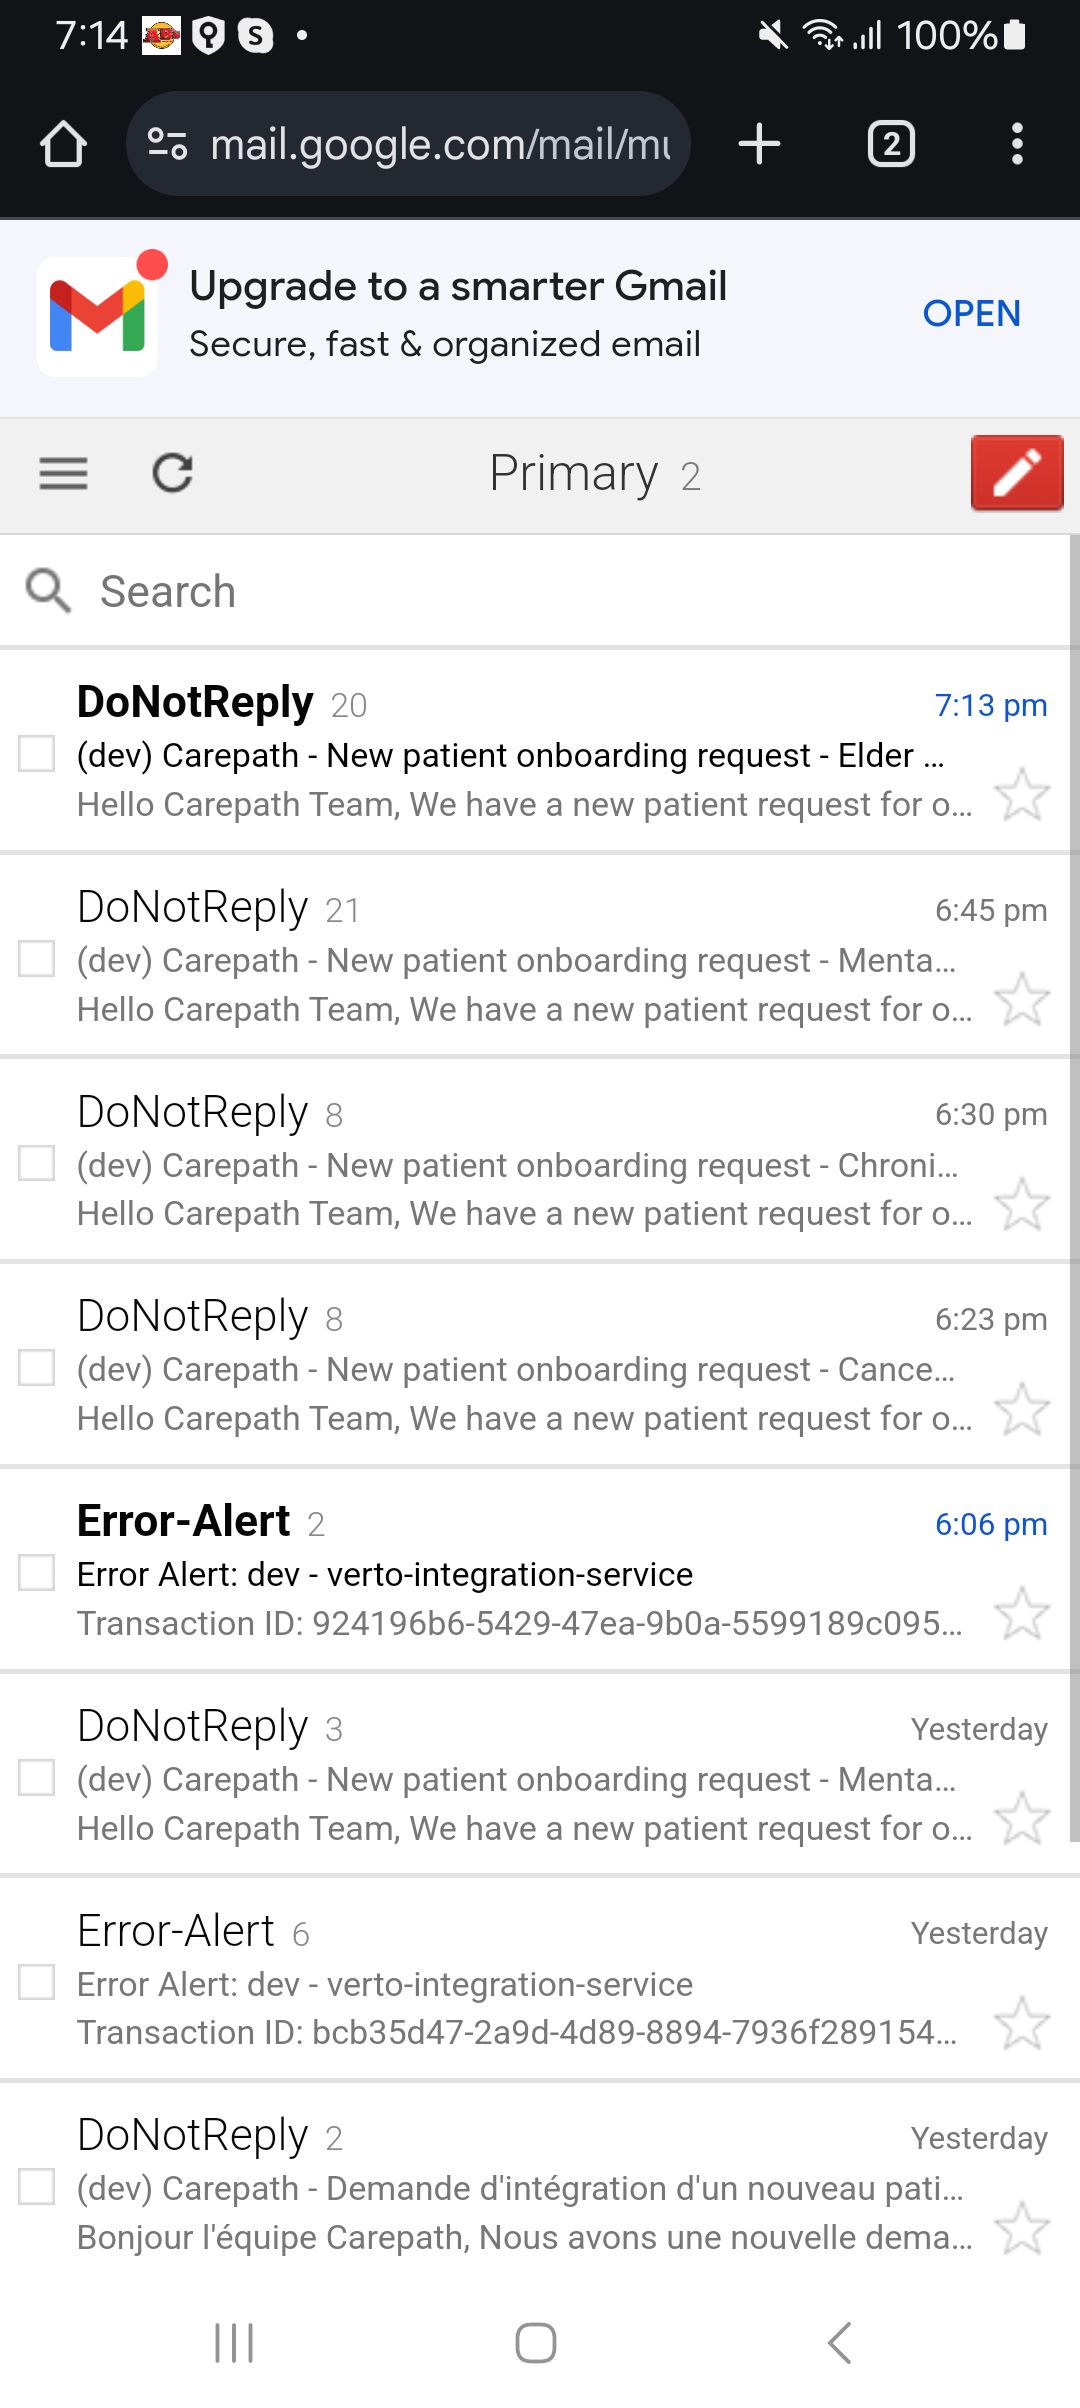 7:14 100%
mail.google.com/mail/mu
2
Upgrade to a smarter Gmail
Secure, fast & organized email
OPEN
Primary 2
Search
DoNotReply 20 7:13 pm
(dev) Carepath - New patient onboarding request - Elder ...
Hello Carepath Team, We have a new patient request for o...
DoNotReply 21 6:45 pm
(dev) Carepath - New patient onboarding request - Menta...
Hello Carepath Team, We have a new patient request for o...
DoNotReply 8 6:30 pm
(dev) Carepath - New patient onboarding request - Chroni...
Hello Carepath Team, We have a new patient request for o...
DoNotReply 8 6:23 pm
(dev) Carepath - New patient onboarding request - Cance...
Hello Carepath Team, We have a new patient request for o...
Error-Alert 2 6:06 pm
Error Alert: dev - verto-integration-service
Transaction ID: 924196b6-5429-47ea-9b0a-5599189c095...
DoNotReply 3 Yesterday
(dev) Carepath - New patient onboarding request - Menta...
Hello Carepath Team, We have a new patient request for o...
Error-Alert 6 Yesterday
Error Alert: dev - verto-integration-service
Transaction ID: bcb35d47-2a9d-4d89-8894-7936f289154...
DoNotReply 2 Yesterday
(dev) Carepath - Demande d'intégration d'un nouveau pati...
Bonjour l'équipe Carepath, Nous avons une nouvelle dema...